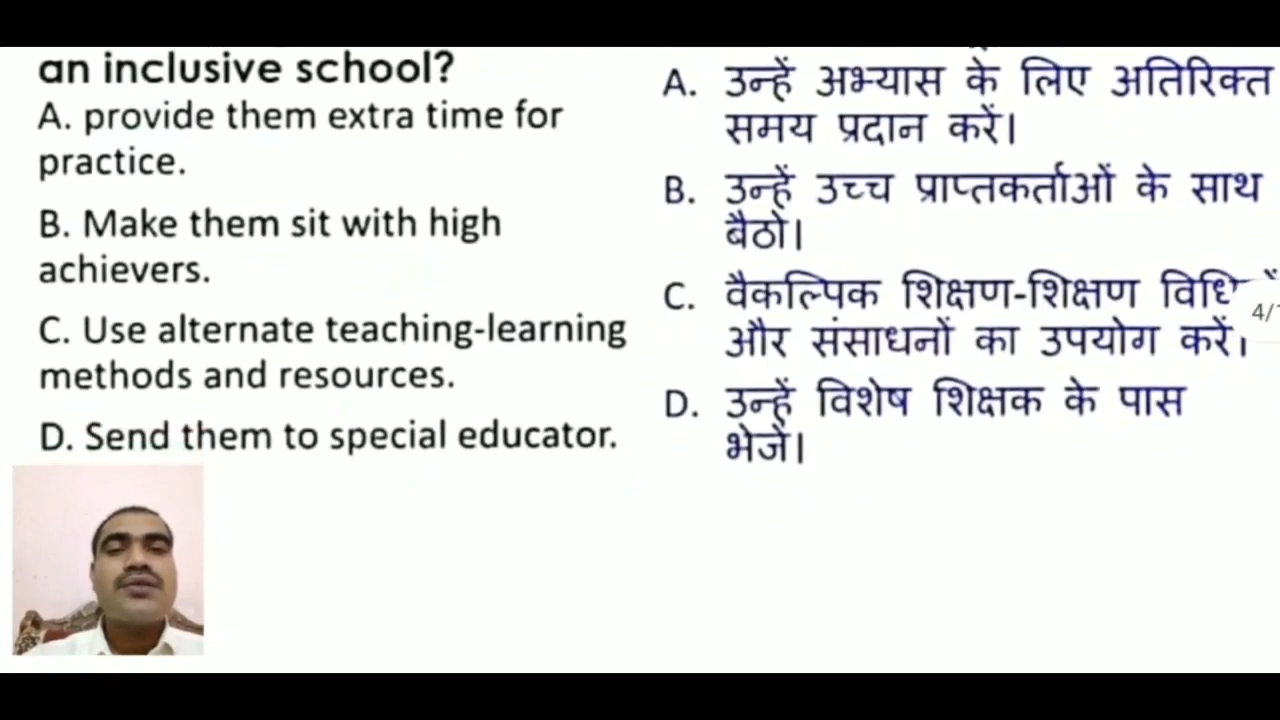 an inclusive school?
A. provide them extra time for
practice.
B. Make them sit with high
achievers.
C. Use alternate teaching-learning
methods and resources.
D. Send them to special educator.
A. उन्हें अभ्यास के लिए अतिरिक्त
समय प्रदान करें।
B. उन्हें उच्च प्राप्तकर्ताओं के साथ
बैठो।
C. वैकल्पिक शिक्षण-शिक्षण
और संसाधनों का उपयोग करें।
D. उन्हें विशेष शिक्षक के पास
भेजें।
4/